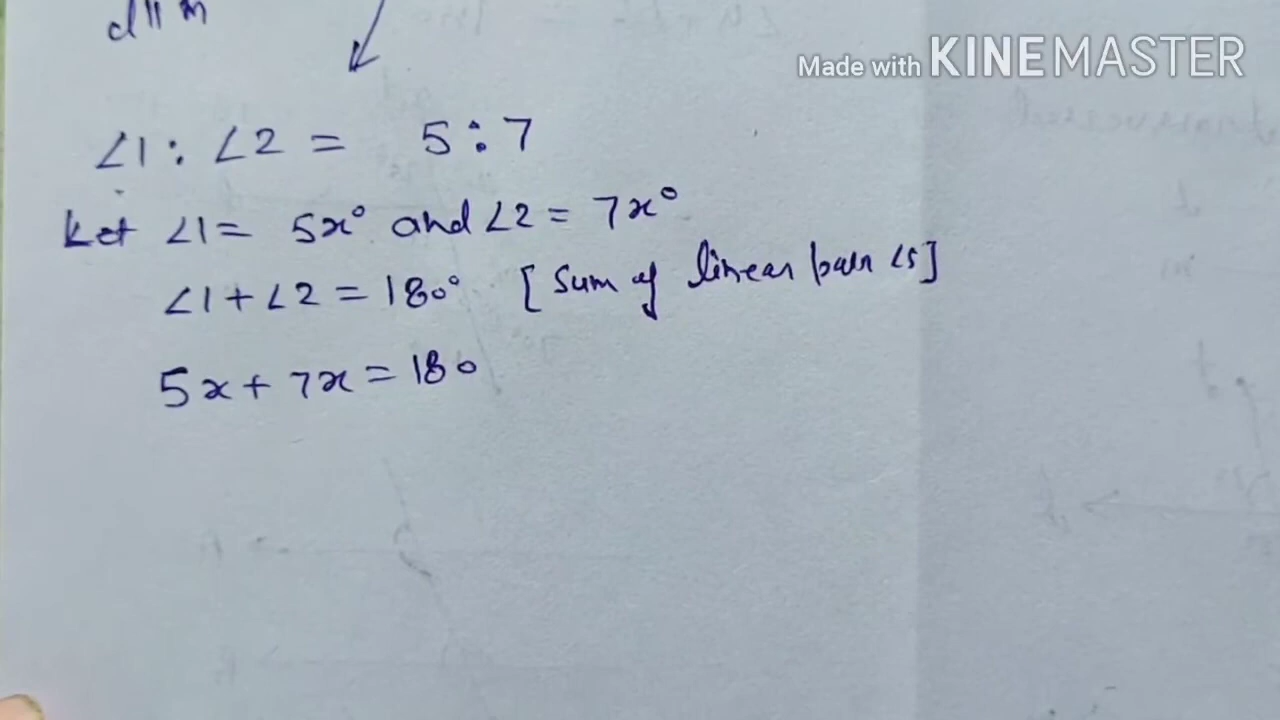 l || m
Made with KINEMASTER
∠1 : ∠2 = 5 : 7
Let ∠1 = 5x° and ∠2 = 7x°
∠1 + ∠2 = 180° [Sum of linear pair ∠s]
5x + 7x = 180